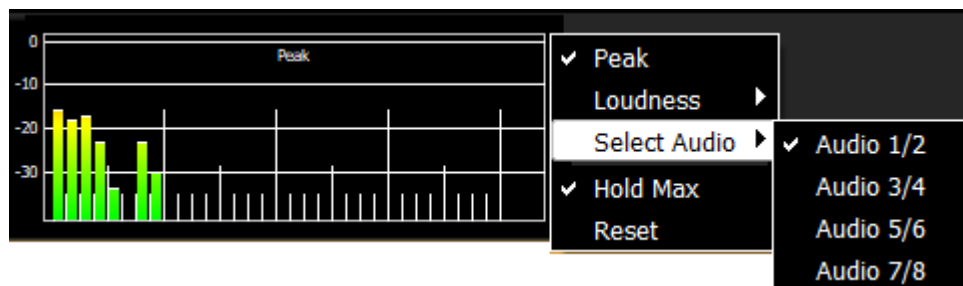 0
Peak
-10
-20
-30
Peak
Loudness
Select Audio
Hold Max
Reset
Audio 1/2
Audio 3/4
Audio 5/6
Audio 7/8